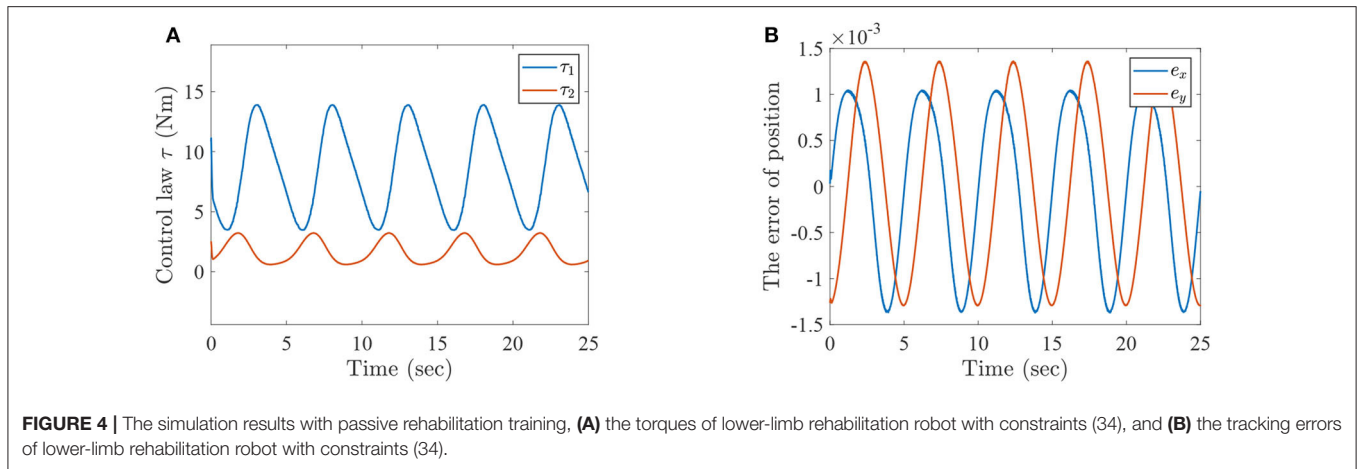 A
Control law τ (Nm)
15
10
5
0
τ1
τ2
0 5 10 15 20 25
Time (sec)
B
×10-3
The error of position
1.5
1
0.5
0
-0.5
-1
-1.5
ex
ey
0 5 10 15 20 25
Time (sec)
FIGURE 4 | The simulation results with passive rehabilitation training, (A) the torques of lower-limb rehabilitation robot with constraints (34), and (B) the tracking errors
of lower-limb rehabilitation robot with constraints (34).